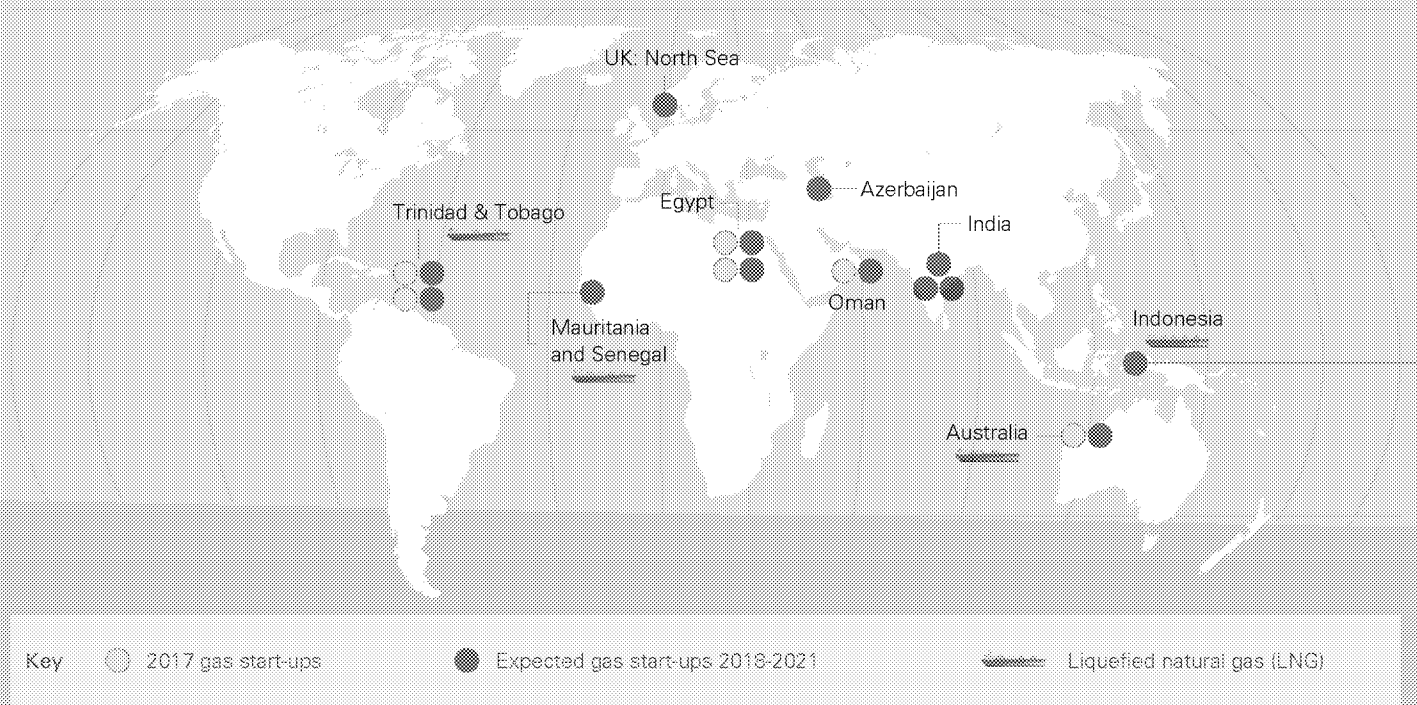 UK: North Sea
Azerbaijan
Egypt
Trinidad & Tobago
India
Oman
Mauritania
and Senegal
Indonesia
Australia
Key
2017 gas start-ups
Expected gas start-ups 2018-2021
Liquefied natural gas (LNG)